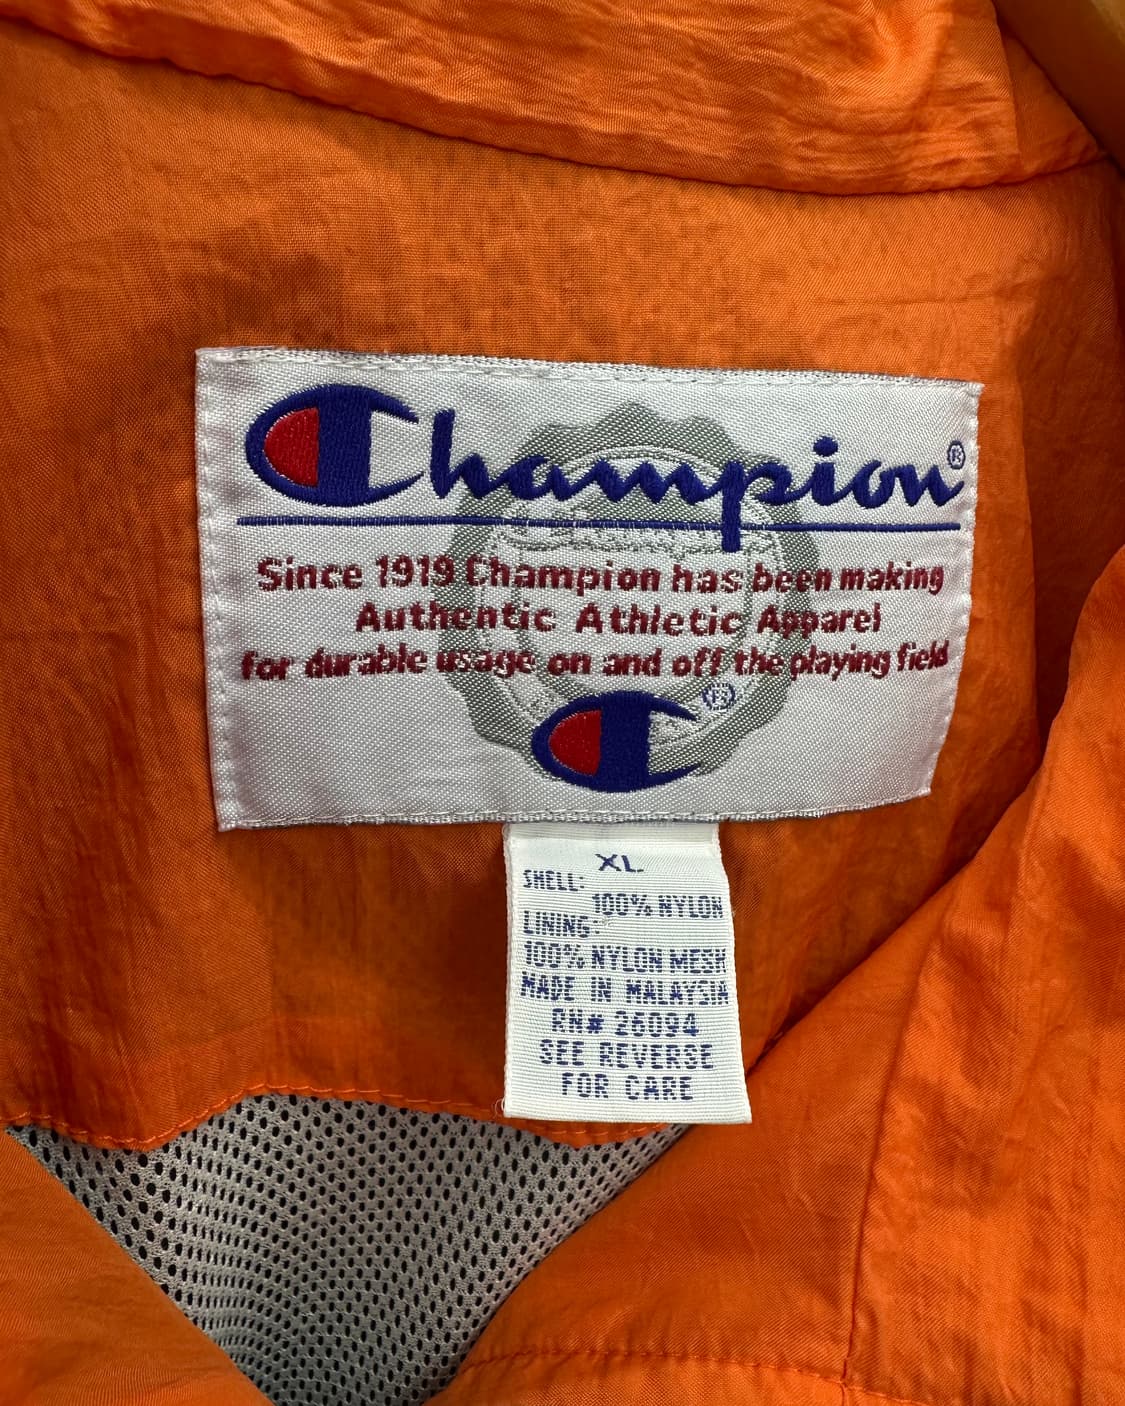 Champion®
Since 1919 Champion has been making
Authentic Athletic Apparel
for durable usage on and off the playing field
®
XL
SHELL:
100% NYLON
LINING:
100% NYLON MESH
MADE IN MALAYSIA
RN# 26094
SEE REVERSE
FOR CARE